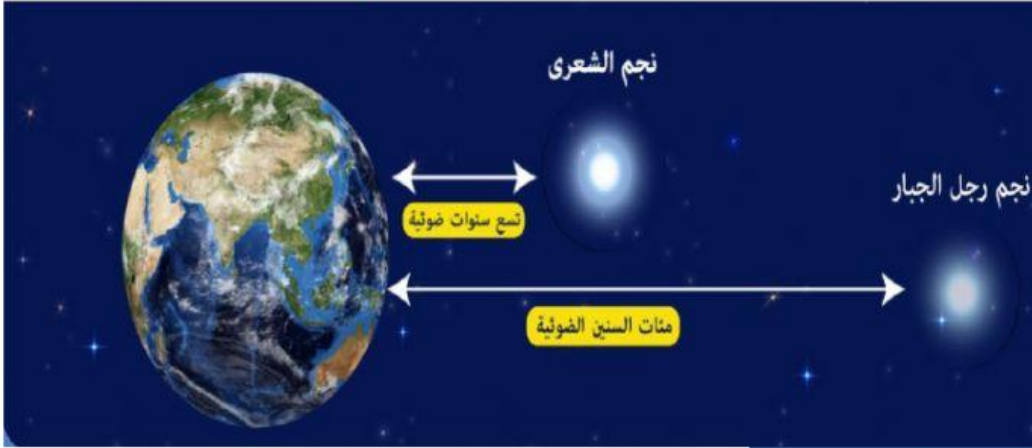 نجم الشعرى
نجم رجل الجبار
تسع سنوات ضوئية
مئات السنين الضوئية